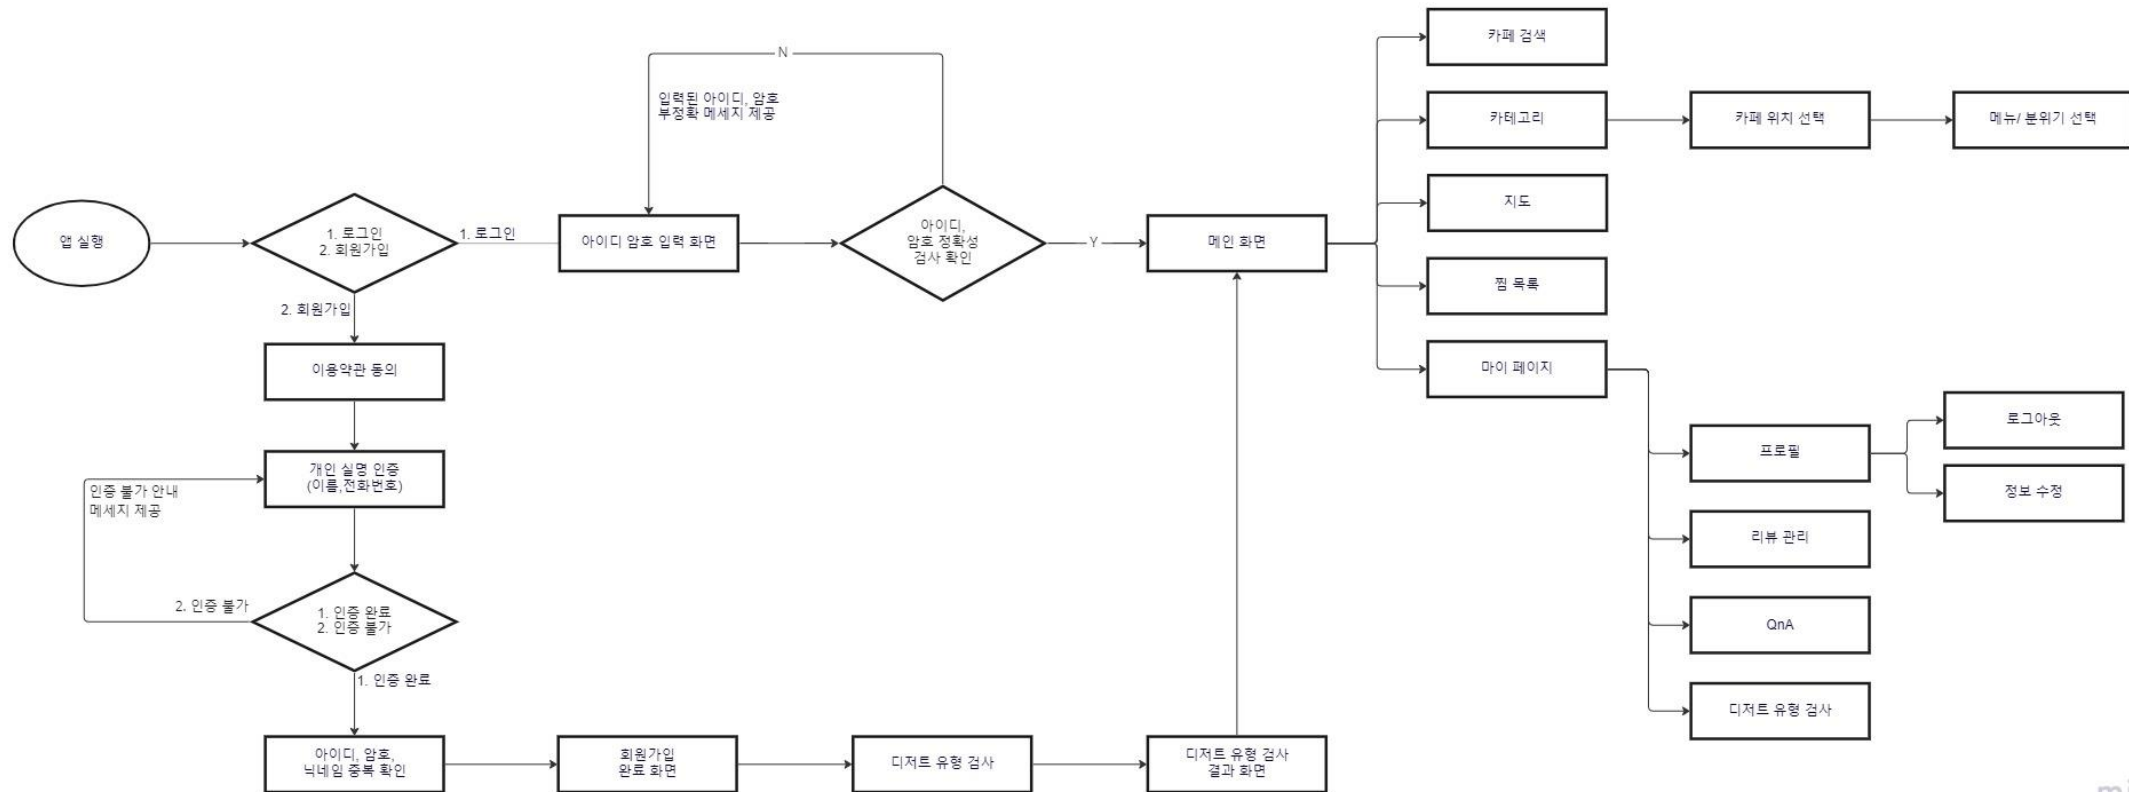 앱 실행
1. 로그인
2. 회원가입
1. 로그인
2. 회원가입
아이디 암호 입력 화면
N
입력된 아이디, 암호
부정확 메세지 제공
아이디,
암호 정확성
검사 확인
Y
메인 화면
카페 검색
카테고리
카페 위치 선택
메뉴/ 분위기 선택
지도
찜 목록
마이 페이지
프로필
로그아웃
정보 수정
리뷰 관리
QnA
디저트 유형 검사
이용약관 동의
개인 실명 인증
(이름,전화번호)
인증 불가 안내
메세지 제공
2. 인증 불가
1. 인증 완료
2. 인증 불가
1. 인증 완료
아이디, 암호,
닉네임 중복 확인
회원가입
완료 화면
디저트 유형 검사
디저트 유형 검사
결과 화면